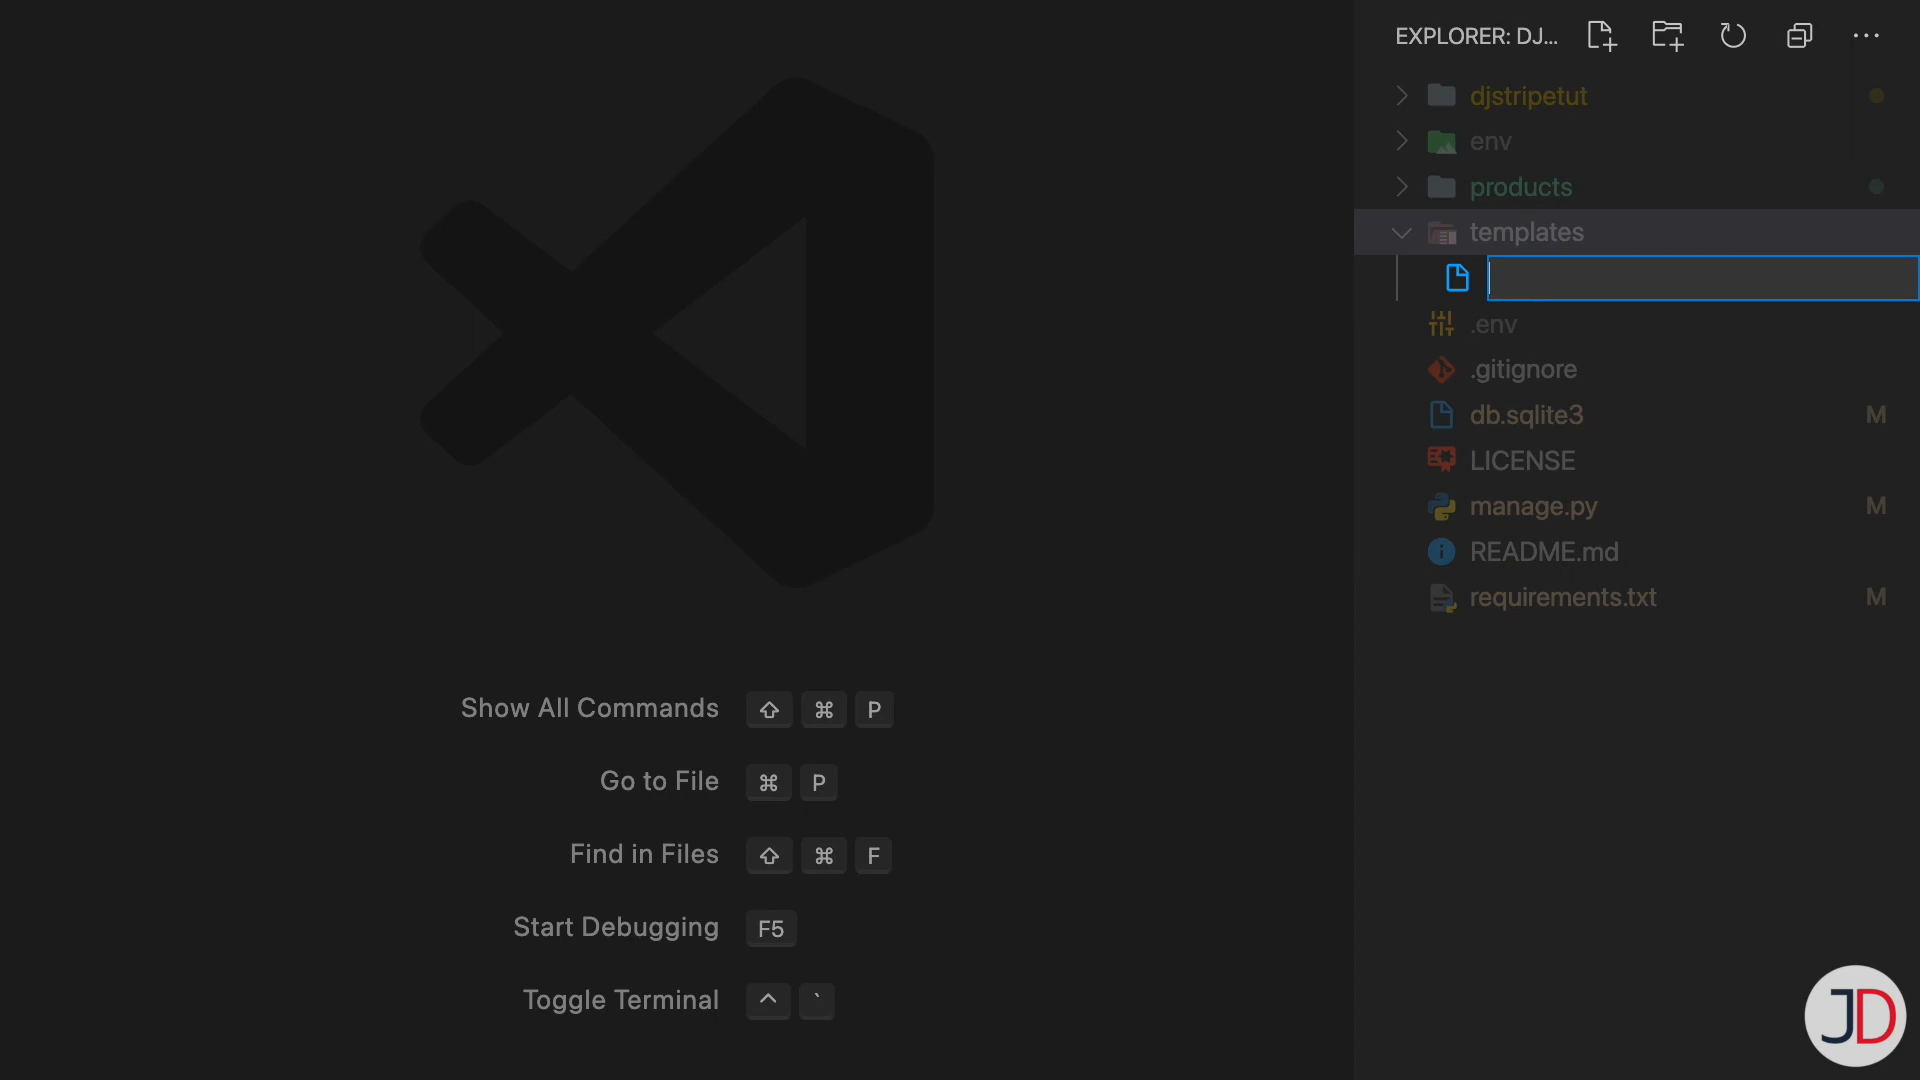 EXPLORER: DJ...
djstripetut
env
products
templates
.env
.gitignore
db.sqlite3 M
LICENSE
manage.py M
README.md
requirements.txt M
Show All Commands ⇧ ⌘ P
Go to File ⌘ P
Find in Files ⇧ ⌘ F
Start Debugging F5
Toggle Terminal ^ `
JD